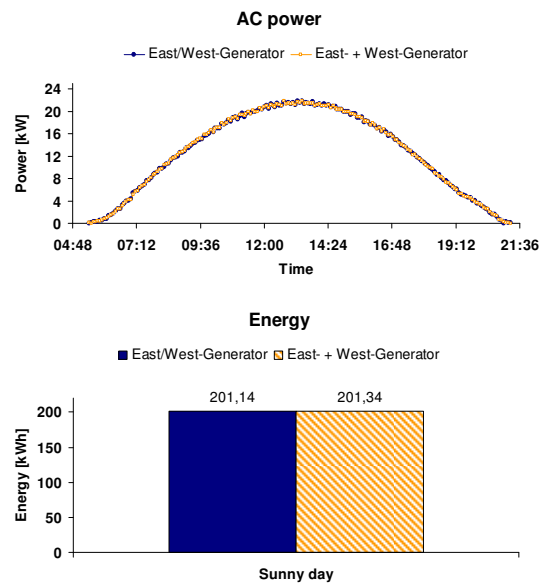 AC power
East/West-Generator East- + West-Generator
24
20
16
12
8
4
0
Power [kW]
04:48 07:12 09:36 12:00 14:24 16:48 19:12 21:36
Time
Energy
East/West-Generator East- + West-Generator
201,14 201,34
200
150
100
50
0
Energy [kWh]
Sunny day